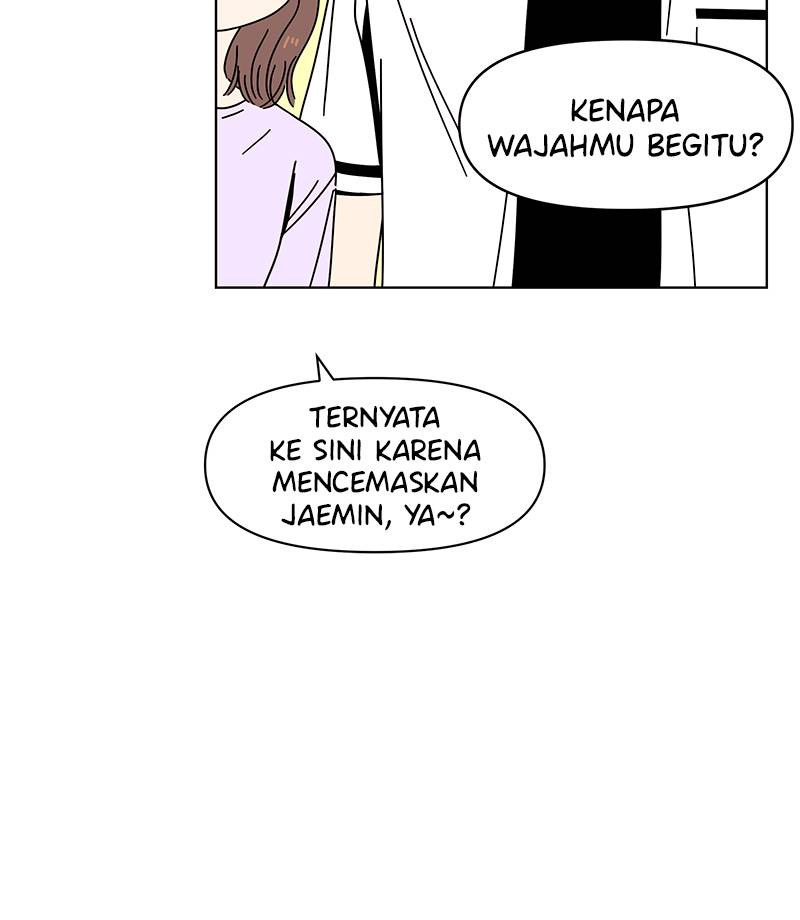 KENAPA
WAJAHMU BEGITU?
TERNYATA
KE SINI KARENA
MENCEMASKAN
JAEMIN, YA~?